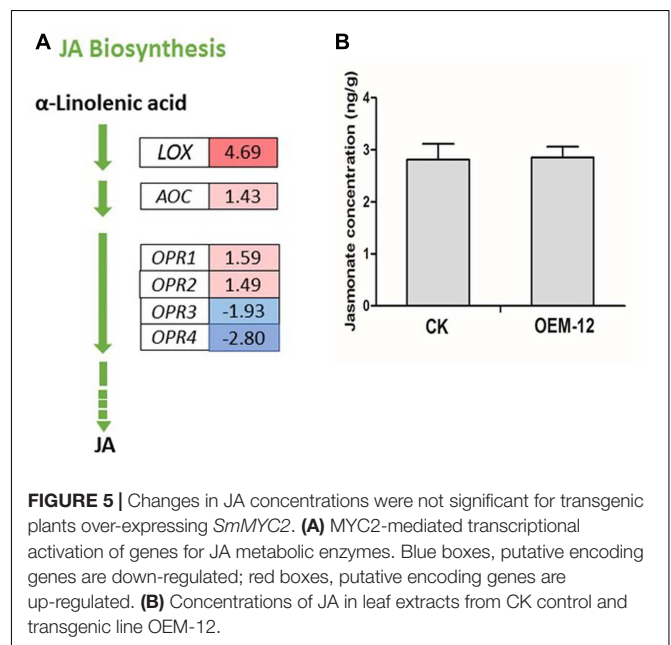 A JA Biosynthesis
α-Linolenic acid
LOX 4.69
AOC 1.43
OPR1 1.59
OPR2 1.49
OPR3 -1.93
OPR4 -2.80
JA
B
Jasmonate concentration (ng/g)
4
3
2
1
0
CK OEM-12
FIGURE 5 | Changes in JA concentrations were not significant for transgenic
plants over-expressing SmMYC2. (A) MYC2-mediated transcriptional
activation of genes for JA metabolic enzymes. Blue boxes, putative encoding
genes are down-regulated; red boxes, putative encoding genes are
up-regulated. (B) Concentrations of JA in leaf extracts from CK control and
transgenic line OEM-12.